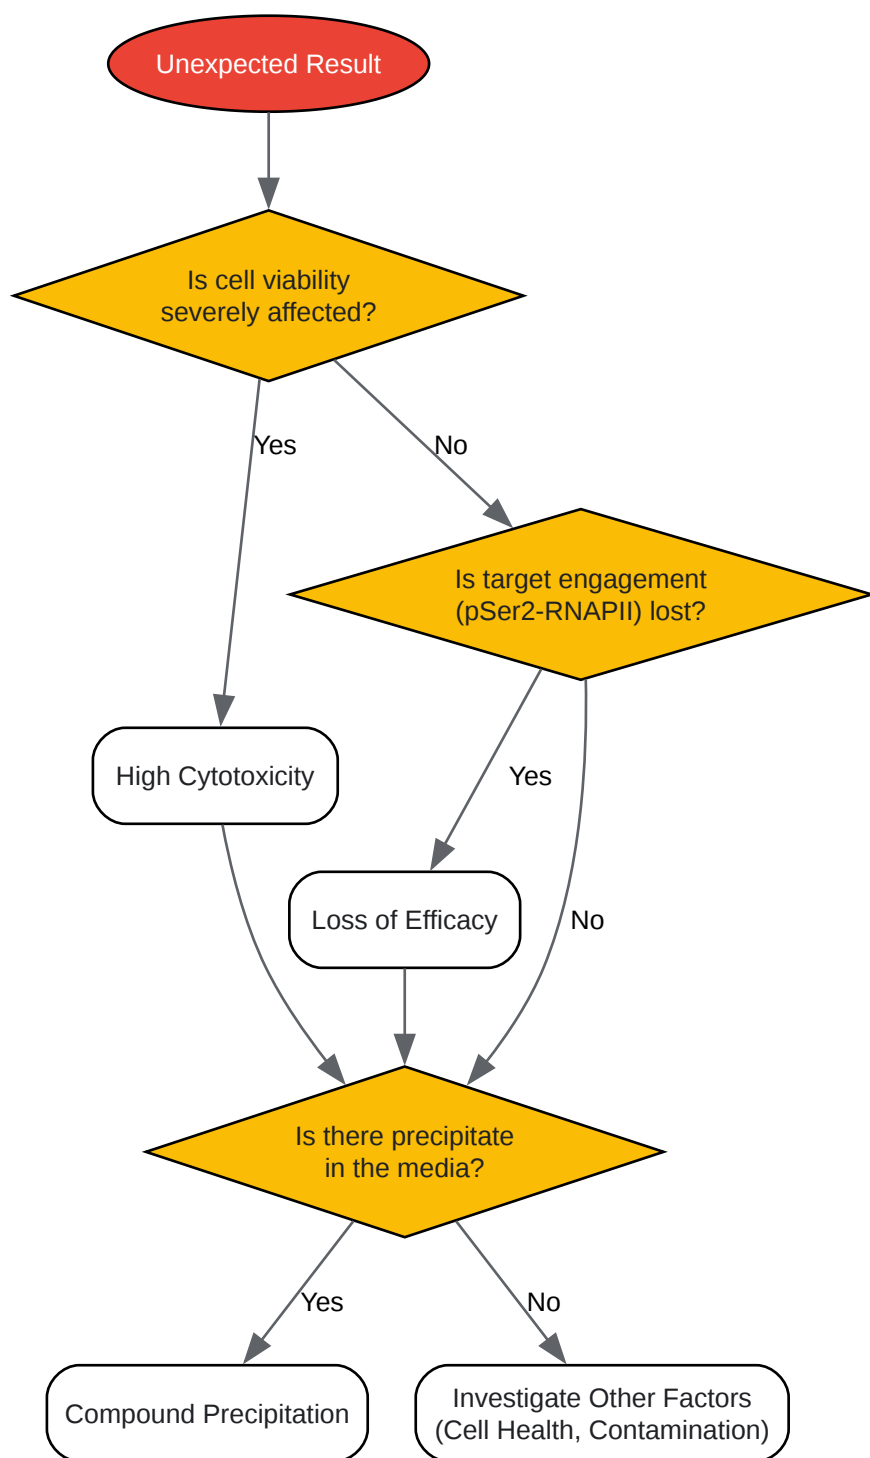 Unexpected Result
Is cell viability
severely affected?
Yes
No
Is target engagement
(pSer2-RNAPII) lost?
High Cytotoxicity
Yes
Loss of Efficacy
No
Is there precipitate
in the media?
Yes
No
Compound Precipitation
Investigate Other Factors
(Cell Health, Contamination)